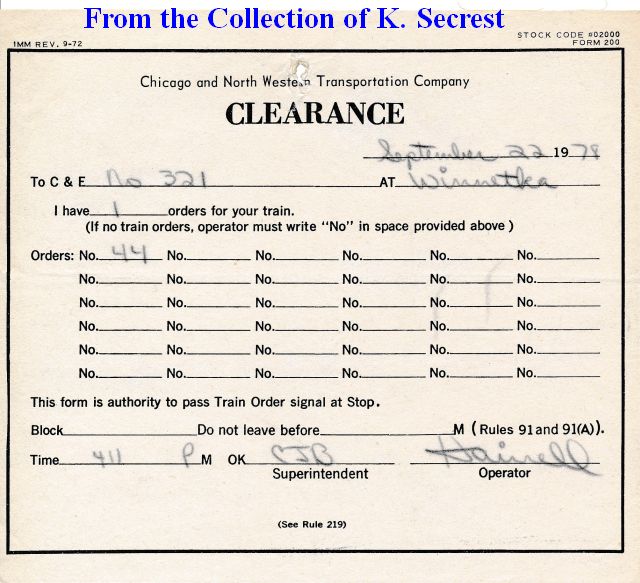 From the Collection of K. Secrest
1MM REV. 9-72
STOCK CODE #02000
FORM 200
Chicago and North Western Transportation Company
CLEARANCE
September 22 1978
To C & E No 321 AT Winnetka
I have 1 orders for your train.
(If no train orders, operator must write "No" in space provided above)
Orders: No. 44 No. No. No. No. No.
No. No. No. No. No. No.
No. No. No. No. No. No.
No. No. No. No. No. No.
No. No. No. No. No. No.
No. No. No. No. No. No.
This form is authority to pass Train Order signal at Stop.
Block Do not leave before M (Rules 91 and 91(A)).
Time 411 P M OK CJB
Superintendent Operator
(See Rule 219)